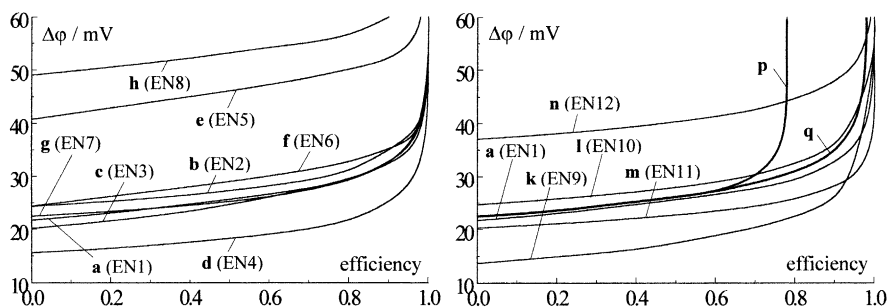 60
Δφ / mV
50
h (EN8)
40
e (EN5)
g (EN7)
f (EN6)
b (EN2)
c (EN3)
30
20
a (EN1)
d (EN4)
efficiency
10
0.0 0.2 0.4 0.6 0.8 1.0
60
Δφ / mV
p
50
n (EN12)
40
q
a (EN1)
l (EN10)
k (EN9)
m (EN11)
30
20
efficiency
10
0.0 0.2 0.4 0.6 0.8 1.0